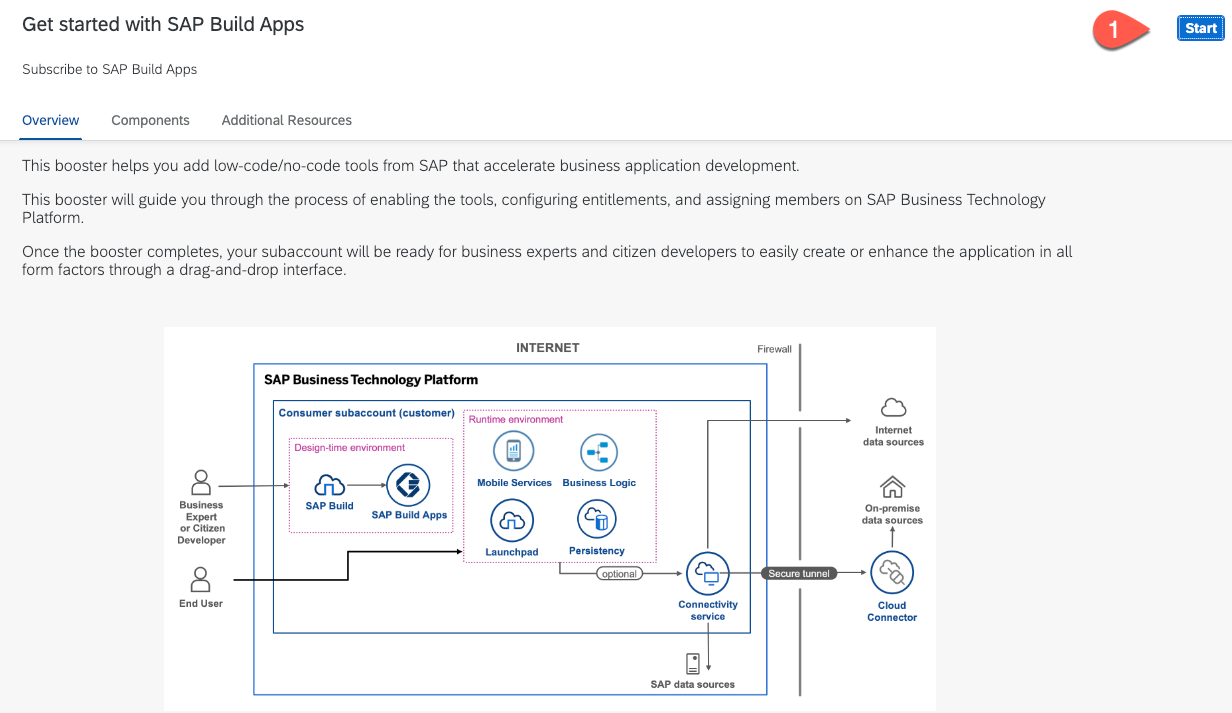 Get started with SAP Build Apps
1
Start
Subscribe to SAP Build Apps
Overview
Components
Additional Resources
This booster helps you add low-code/no-code tools from SAP that accelerate business application development.
This booster will guide you through the process of enabling the tools, configuring entitlements, and assigning members on SAP Business Technology
Platform.
Once the booster completes, your subaccount will be ready for business experts and citizen developers to easily create or enhance the application in all
form factors through a drag-and-drop interface.
INTERNET
Firewall
SAP Business Technology Platform
Consumer subaccount (customer)
Design-time environment
SAP Build
SAP Build Apps
Runtime environment
Mobile Services
Business Logic
Launchpad
Persistency
Business
Expert
or Citizen
Developer
End User
optional
Connectivity
service
Secure tunnel
SAP data sources
Internet
data sources
On-premise
data sources
Cloud
Connector